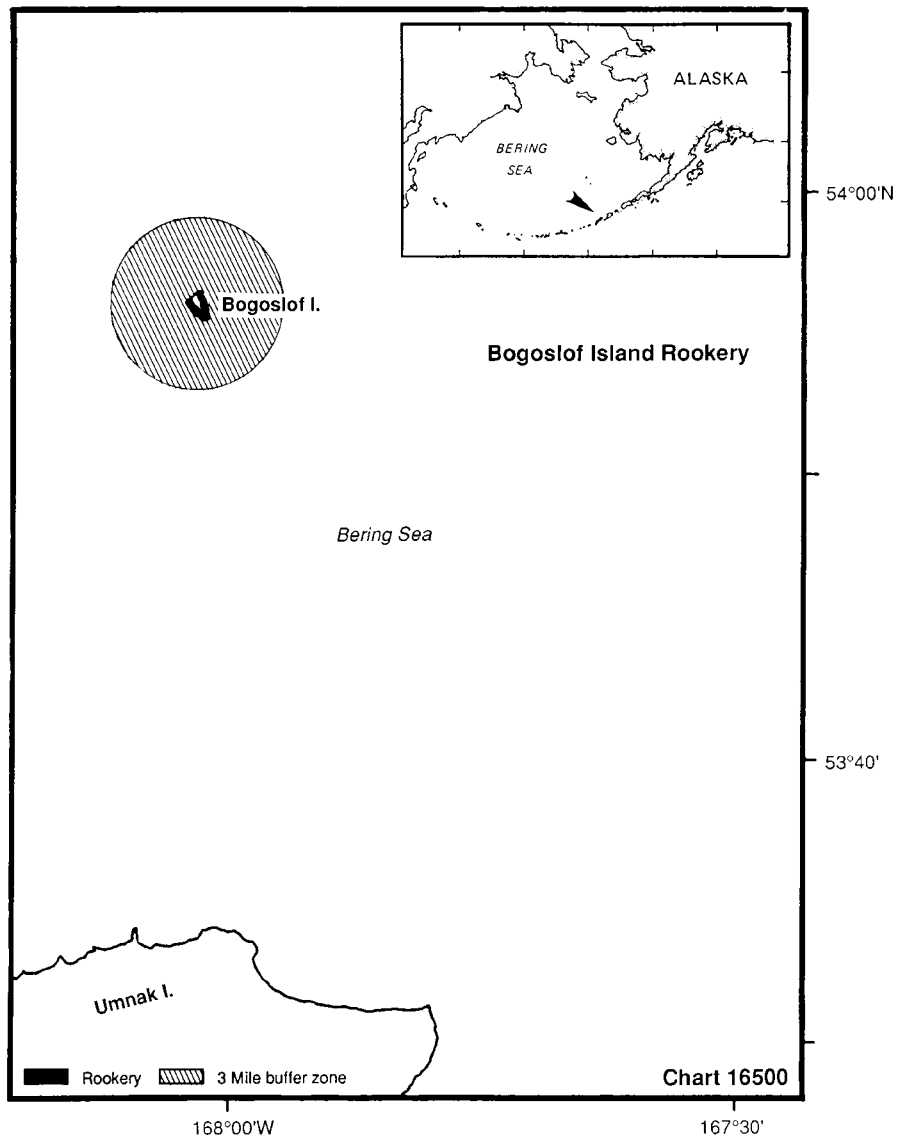 ALASKA
BERING
SEA
54°00'N
Bogoslof I.
Bogoslof Island Rookery
Bering Sea
53°40'
Umnak I.
Rookery
3 Mile buffer zone
Chart 16500
168°00'W
167°30'